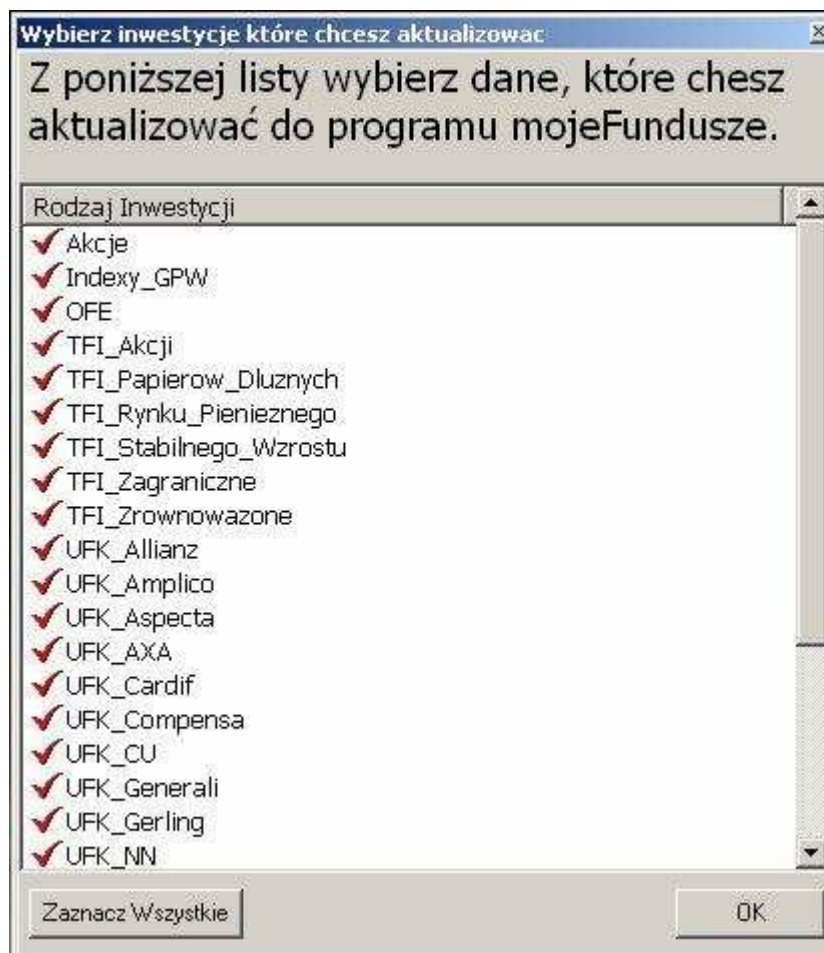 Wybierz inwestycje które chcesz aktualizowac
Z poniższej listy wybierz dane, które chesz
aktualizować do programu mojeFundusze.
Rodzaj Inwestycji
Akcje
Indexy_GPW
OFE
TFI_Akcji
TFI_Papierow_Dluznych
TFI_Rynku_Pienieznego
TFI_Stabilnego_Wzrostu
TFI_Zagraniczne
TFI_Zrownowazone
UFK_Allianz
UFK_Amplico
UFK_Aspecta
UFK_AXA
UFK_Cardif
UFK_Compensa
UFK_CU
UFK_Generali
UFK_Gerling
UFK_NN
Zaznacz Wszystkie
OK